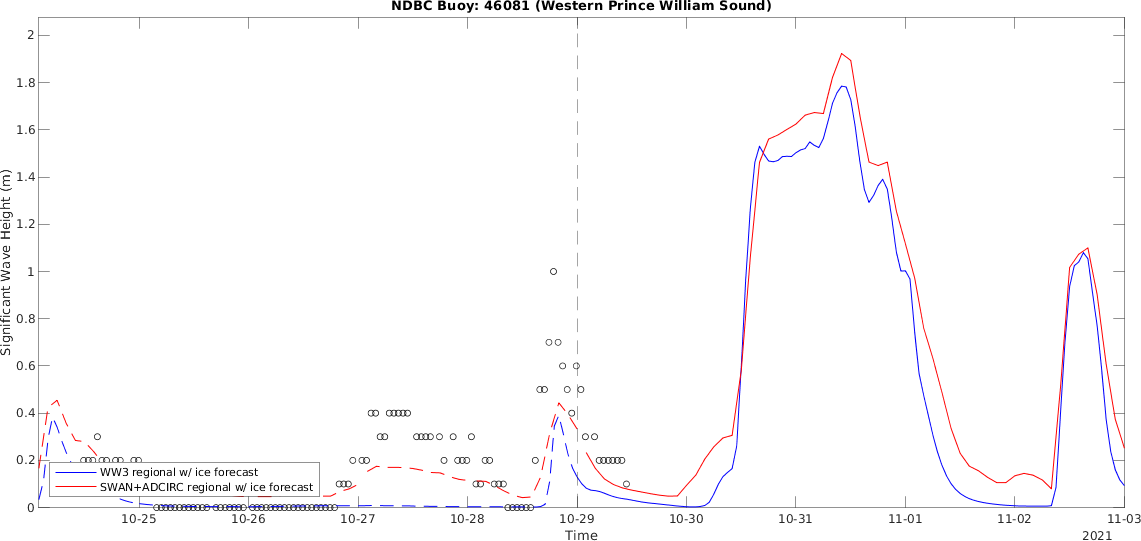 NDBC Buoy: 46081 (Western Prince William Sound)
Significant Wave Height (m)
2
1.8
1.6
1.4
1.2
1
0.8
0.6
0.4
0.2
0
WW3 regional w/ ice forecast
SWAN+ADCIRC regional w/ ice forecast
10-25 10-26 10-27 10-28 10-29 10-30 10-31 11-01 11-02 11-03
Time
2021